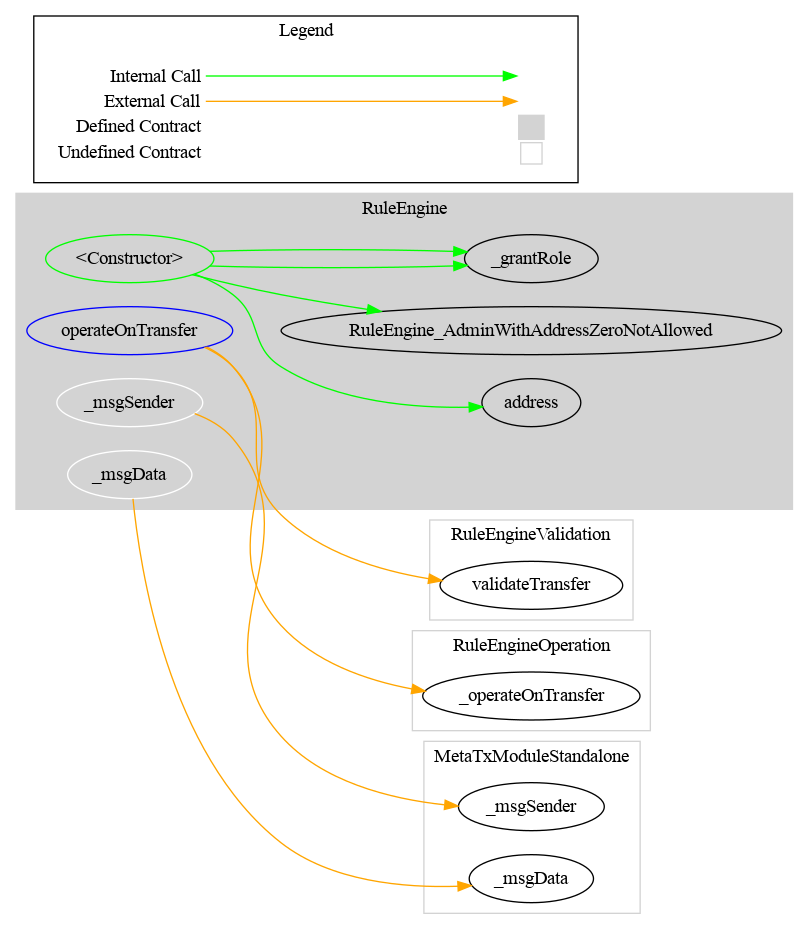 Legend
Internal Call
External Call
Defined Contract
Undefined Contract
RuleEngine
<Constructor>
_grantRole
operateOnTransfer
RuleEngine_AdminWithAddressZeroNotAllowed
_msgSender
address
_msgData
RuleEngineValidation
validateTransfer
RuleEngineOperation
_operateOnTransfer
MetaTxModuleStandalone
_msgSender
_msgData